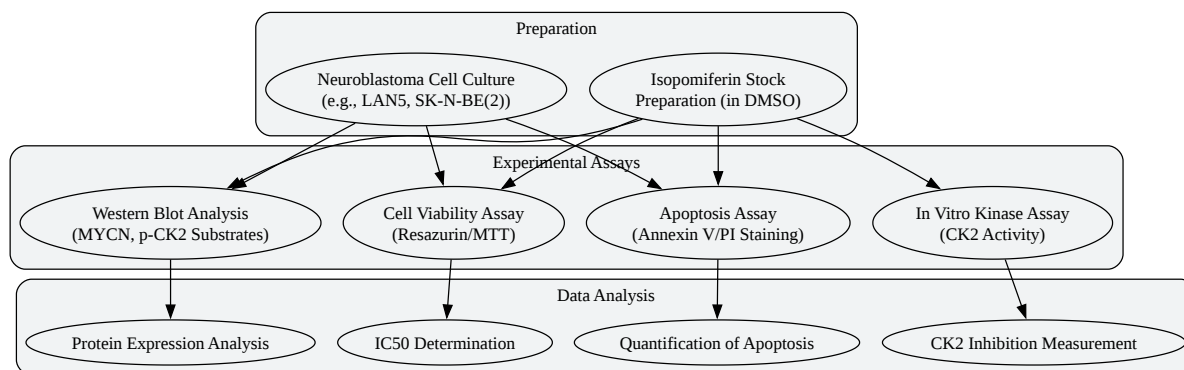 Preparation
Neuroblastoma Cell Culture
(e.g., LAN5, SK-N-BE(2))
Isopomiferin Stock
Preparation (in DMSO)
Experimental Assays
Western Blot Analysis
(MYCN, p-CK2 Substrates)
Cell Viability Assay
(Resazurin/MTT)
Apoptosis Assay
(Annexin V/PI Staining)
In Vitro Kinase Assay
(CK2 Activity)
Data Analysis
Protein Expression Analysis
IC50 Determination
Quantification of Apoptosis
CK2 Inhibition Measurement